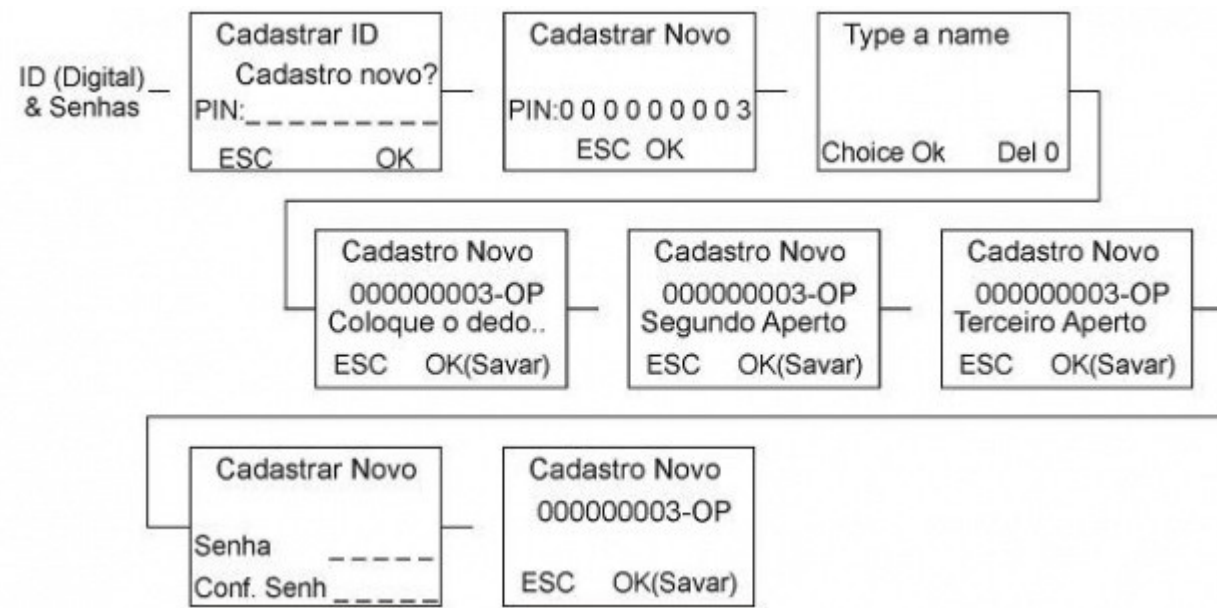 ID (Digital)
& Senhas
Cadastrar ID
Cadastro novo?
PIN:_ _ _ _ _ _ _ _ _
ESC OK
Cadastrar Novo
PIN:0 0 0 0 0 0 0 0 3
ESC OK
Type a name
Choice Ok Del 0
Cadastro Novo
000000003-OP
Coloque o dedo..
ESC OK(Savar)
Cadastro Novo
000000003-OP
Segundo Aperto
ESC OK(Savar)
Cadastro Novo
000000003-OP
Terceiro Aperto
ESC OK(Savar)
Cadastrar Novo
Senha _ _ _ _ _
Conf. Senh _ _ _ _ _
Cadastro Novo
000000003-OP
ESC OK(Savar)